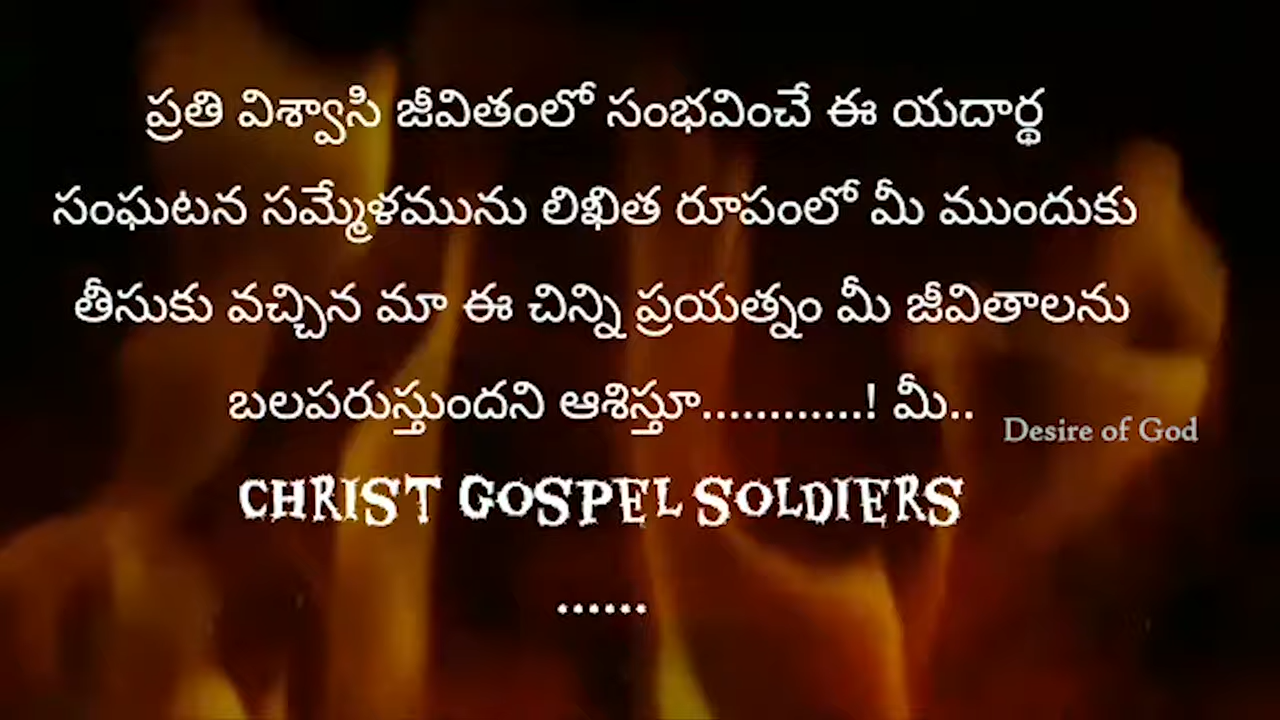 ప్రతి విశ్వాసి జీవితంలో సంభవించే ఈ యదార్థ
సంఘటన సమ్మేళమును లిఖిత రూపంలో మీ ముందుకు
తీసుకు వచ్చిన మా ఈ చిన్ని ప్రయత్నం మీ జీవితాలను
బలపరుస్తుందని ఆశిస్తూ............! మీ..
Desire of God
CHRIST GOSPEL SOLDIERS
......